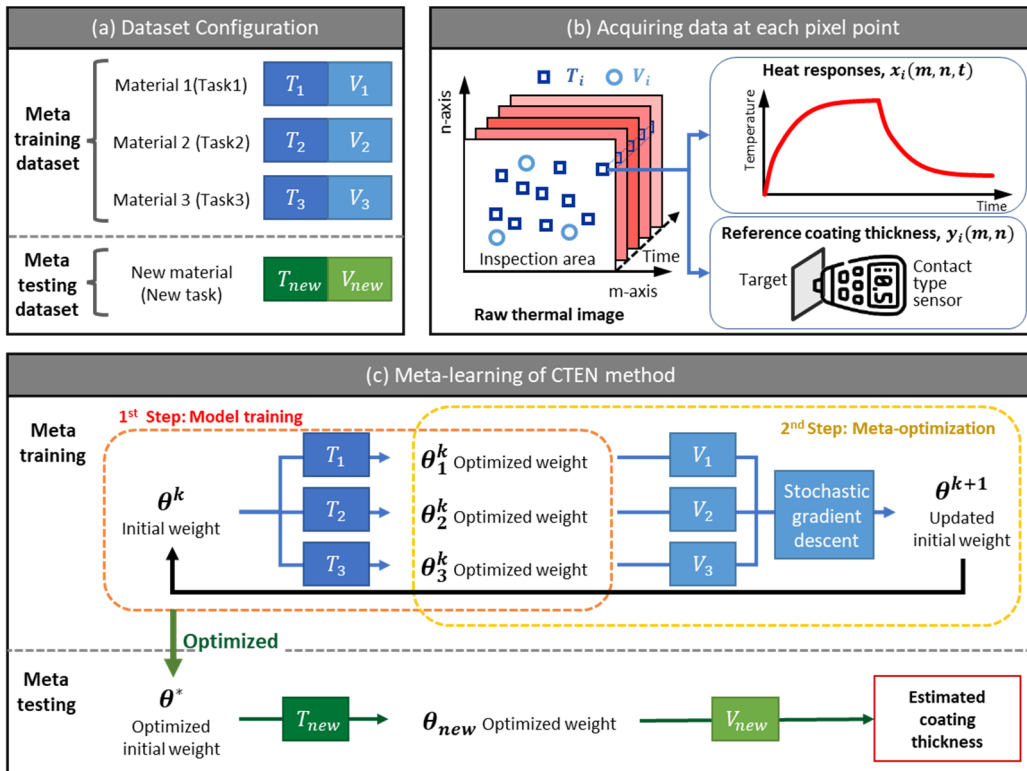 (a) Dataset Configuration
Meta
training
dataset
Material 1(Task1)
T₁
V₁
Material 2 (Task2)
T₂
V₂
Material 3 (Task3)
T₃
V₃
Meta
testing
dataset
New material
(New task)
Tₙₑw
Vₙₑw
(b) Acquiring data at each pixel point
Tᵢ
Vᵢ
n-axis
Inspection area
Time
m-axis
Raw thermal image
Heat responses, xᵢ(m, n, t)
Temperature
Time
Reference coating thickness, yᵢ(m, n)
Target
Contact
type
sensor
(c) Meta-learning of CTEN method
Meta
training
1st Step: Model training
2nd Step: Meta-optimization
θᵏ
Initial weight
T₁
θ₁ᵏ Optimized weight
V₁
T₂
θ₂ᵏ Optimized weight
V₂
T₃
θ₃ᵏ Optimized weight
V₃
Stochastic
gradient
descent
θᵏ⁺¹
Updated
initial weight
Optimized
Meta
testing
θ*
Optimized
initial weight
Tₙₑw
θₙₑw Optimized weight
Vₙₑw
Estimated
coating
thickness